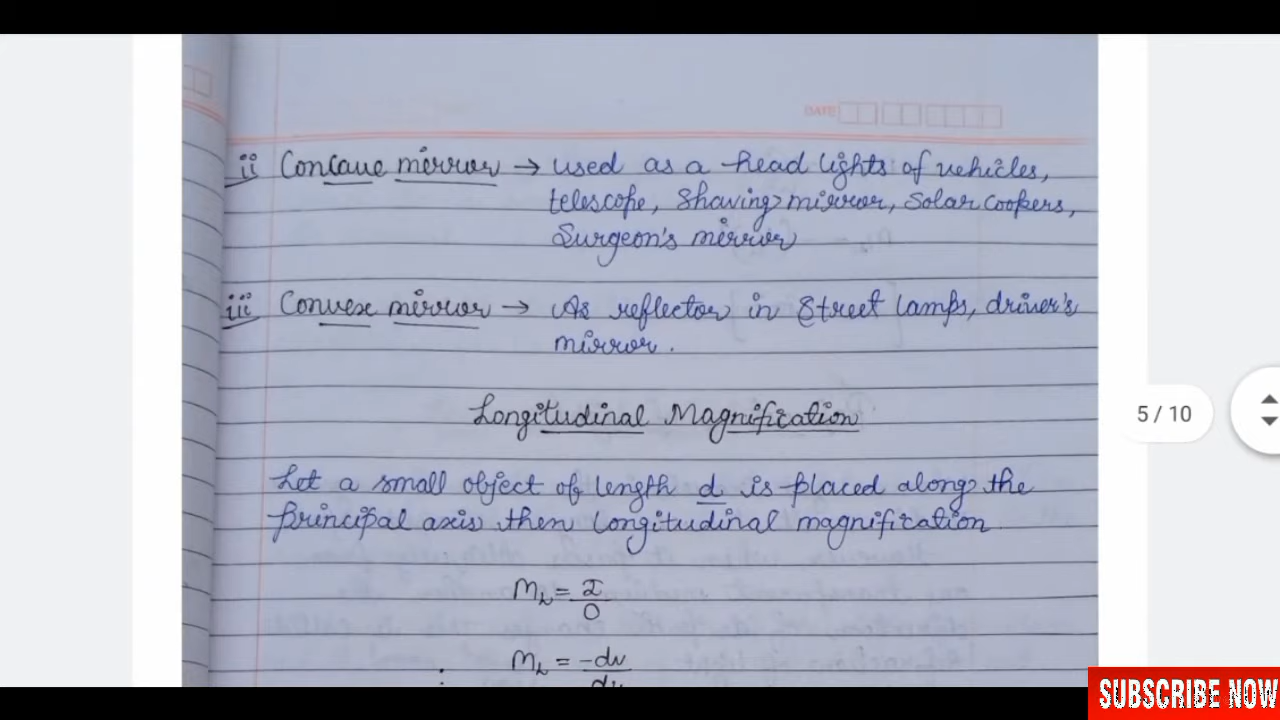 DATE
ii Concave mirror → used as a head lights of vehicles,
telescope, Shaving mirror, Solar cookers,
Surgeon's mirror
iii Convex mirror → As reflector in Street lamps, driver's
mirror.
Longitudinal Magnification
Let a small object of length d is placed along the
principal axis then longitudinal magnification
mL = I/O
∴ mL = -dv/du
5 / 10
SUBSCRIBE NOW